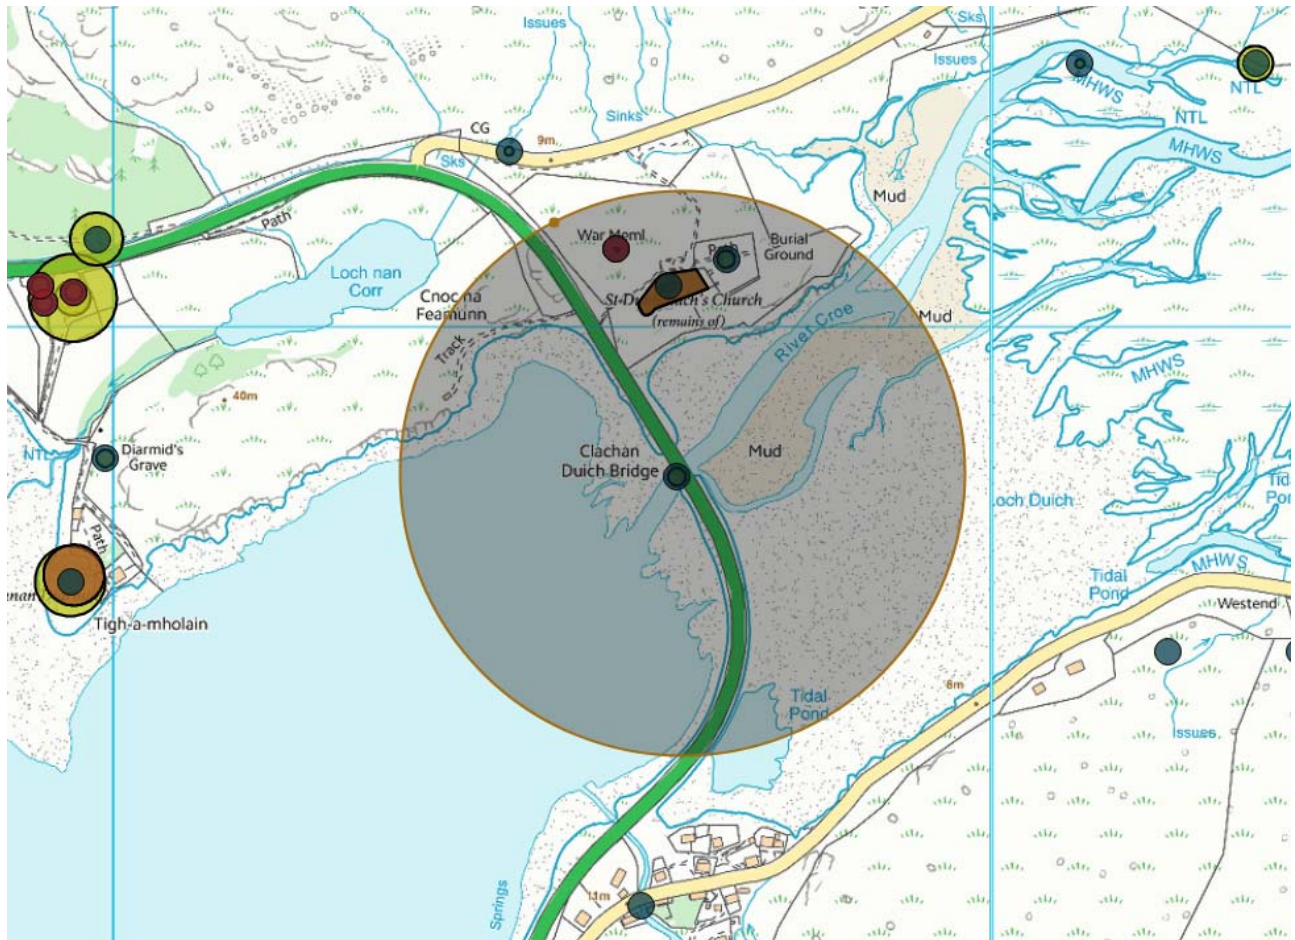 Issues
Sks
Issues
MHWS
NTL
NTL
MHWS
Sinks
CG
9m
Sks
Mud
Path
War Meml
Path
Burial
Ground
Loch nan
Corr
Cnoc na
Feamunn
Church
(remains of)
River Croe
Mud
MHWS
Track
40m
NTL
Diarmid's
Grave
Clachan
Duich Bridge
Mud
Loch Duich
Path
MHWS
Tidal
Pond
Westend
Tigh-a-mholain
8m
Tidal
Pond
Issues
Springs
11m